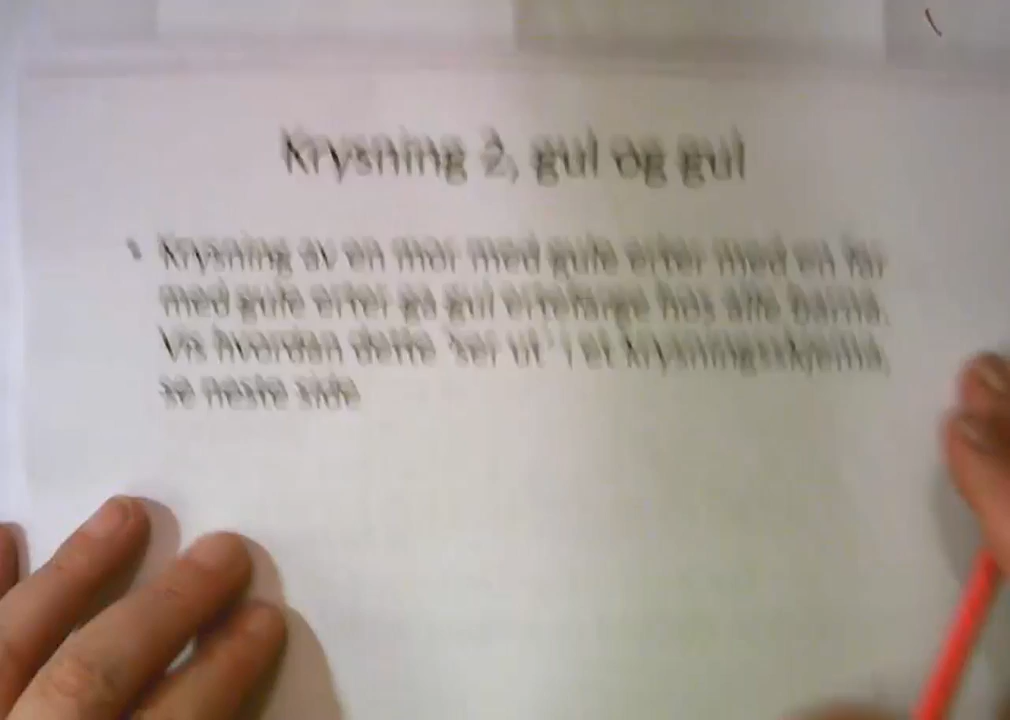 Krysning 2, gul og gul
• Krysning av en mor med gule erter med en far
med gule erter ga gul ertefarge hos alle barna.
Vis hvordan dette "ser ut" i et krysningsskjema,
se neste side